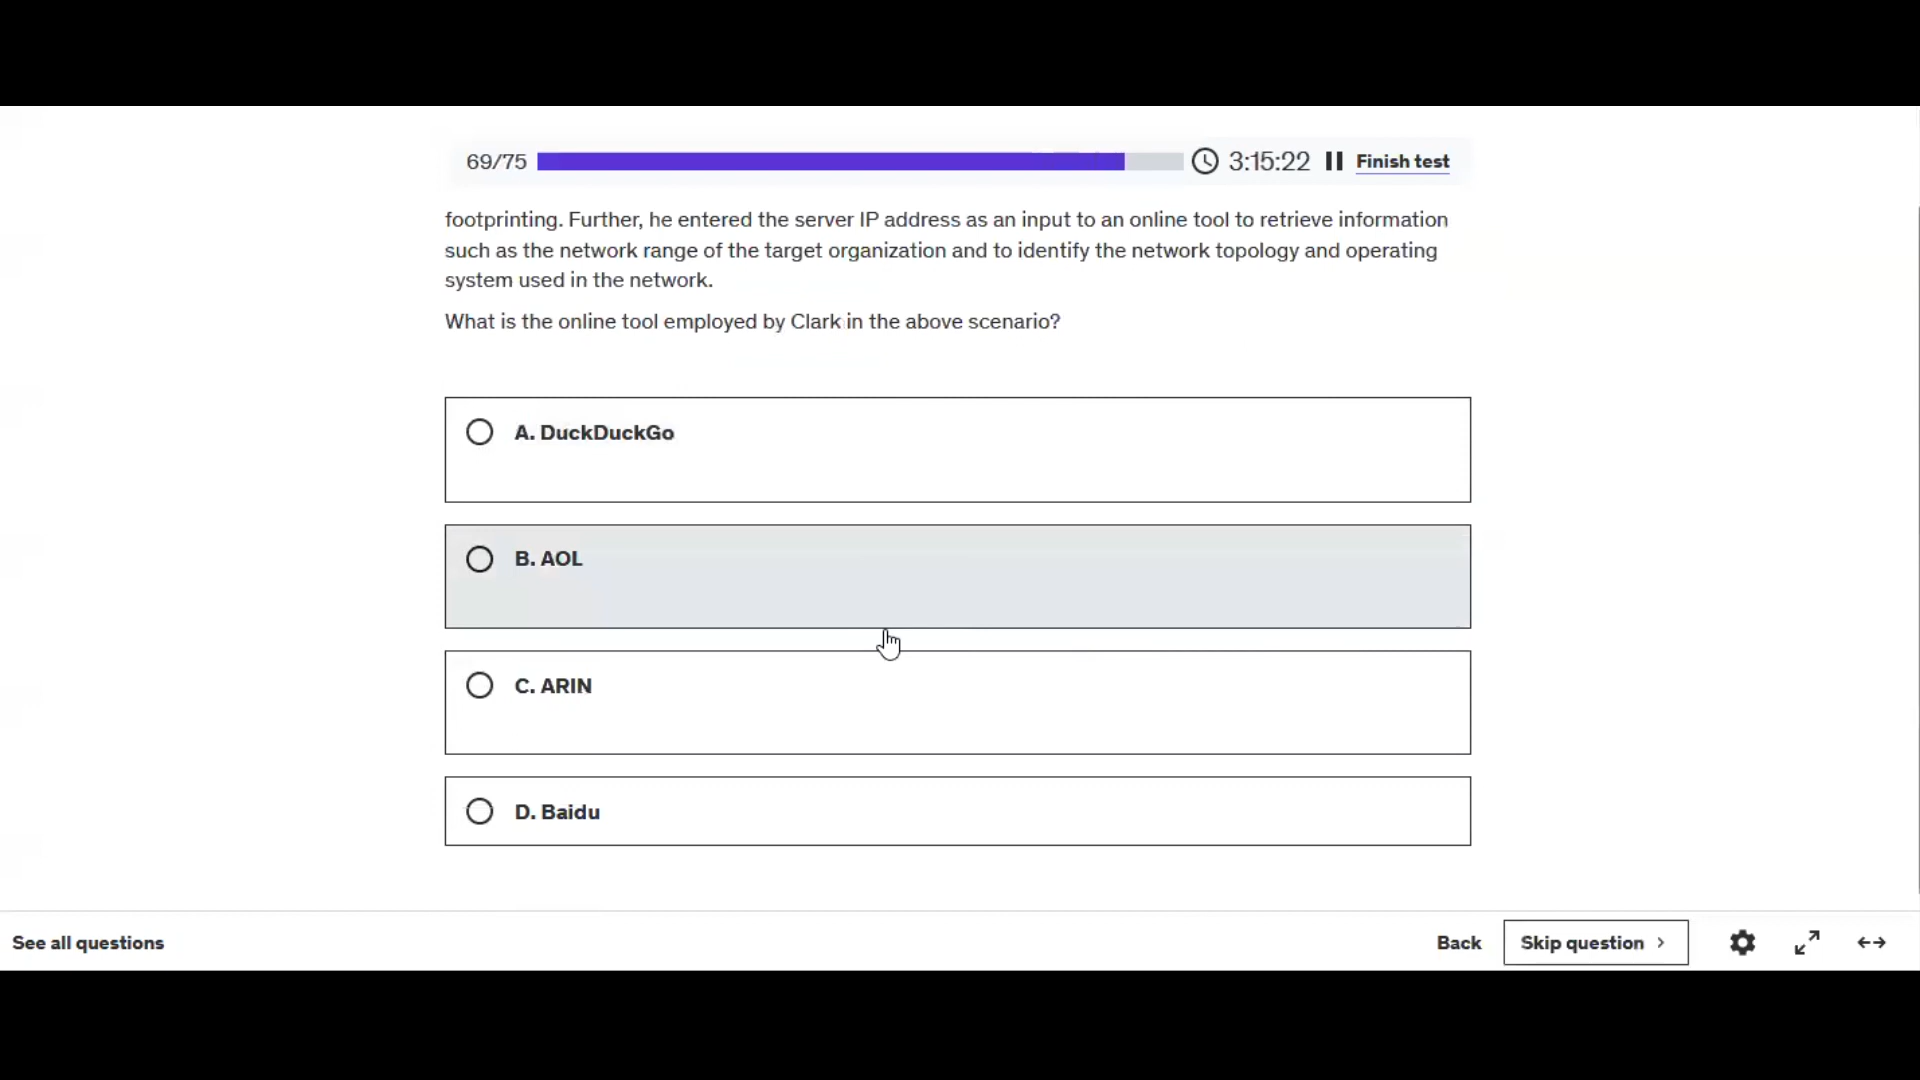 69/75
3:15:22
Finish test
footprinting. Further, he entered the server IP address as an input to an online tool to retrieve information
such as the network range of the target organization and to identify the network topology and operating
system used in the network.
What is the online tool employed by Clark in the above scenario?
A. DuckDuckGo
B. AOL
C. ARIN
D. Baidu
See all questions
Back
Skip question